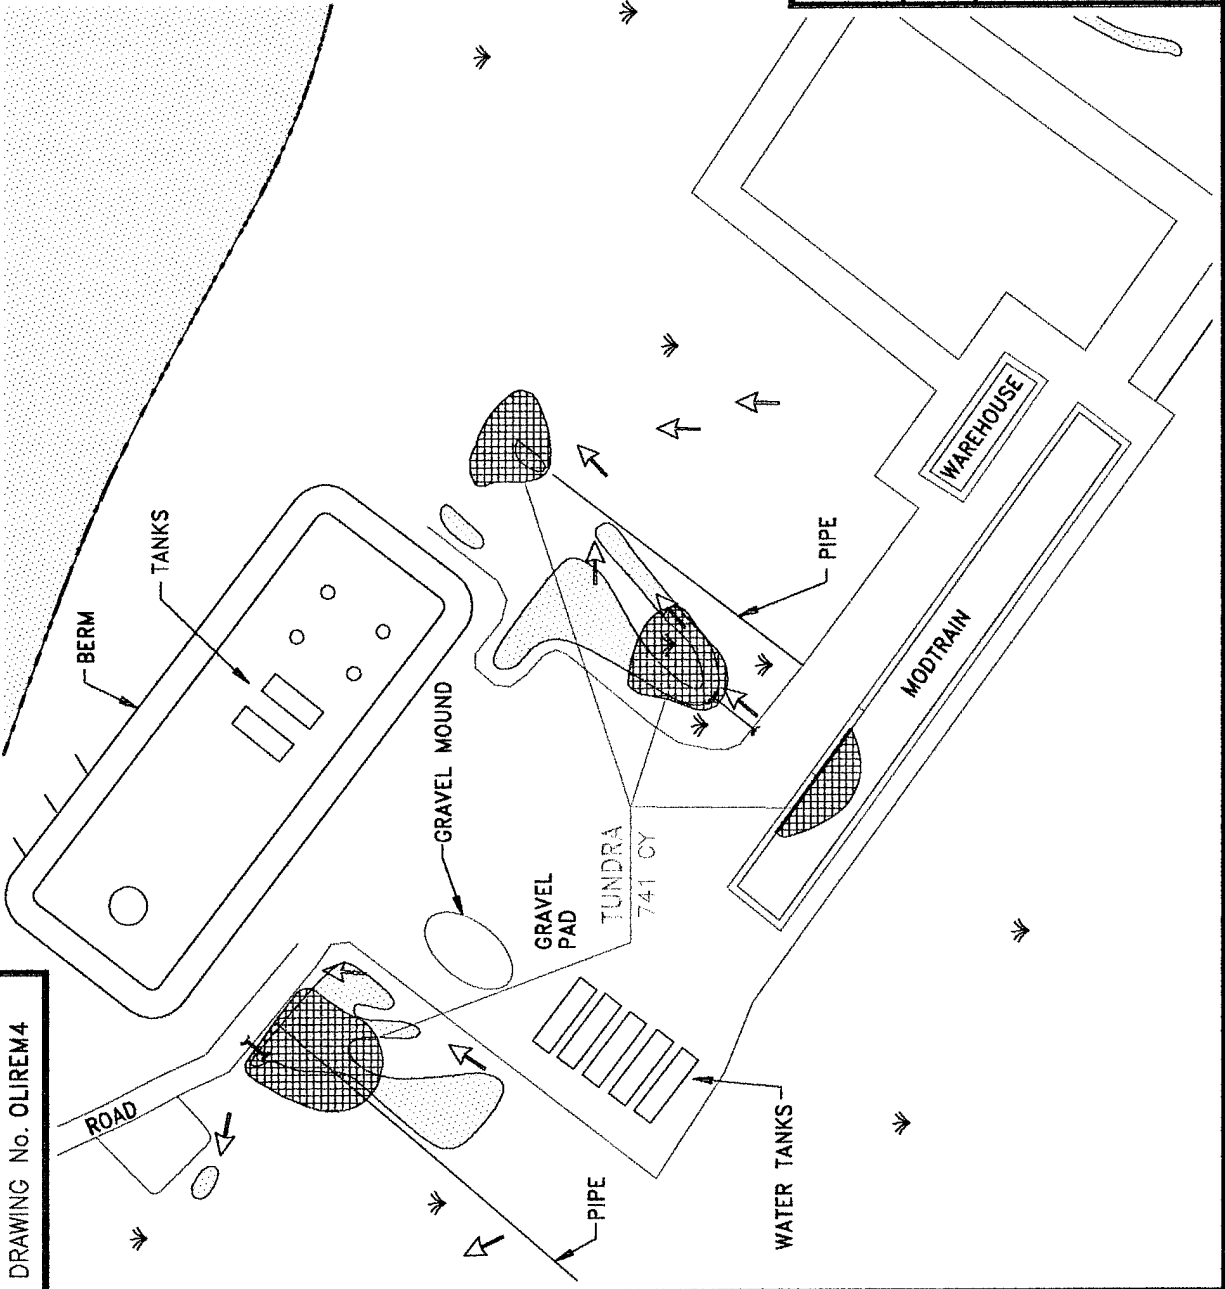 DRAWING No. OLIREM4
ROAD
BERM
TANKS
GRAVEL MOUND
GRAVEL
PAD
TUNDRA
741 CY
PIPE
WAREHOUSE
MODTRAIN
WATER TANKS
PIPE